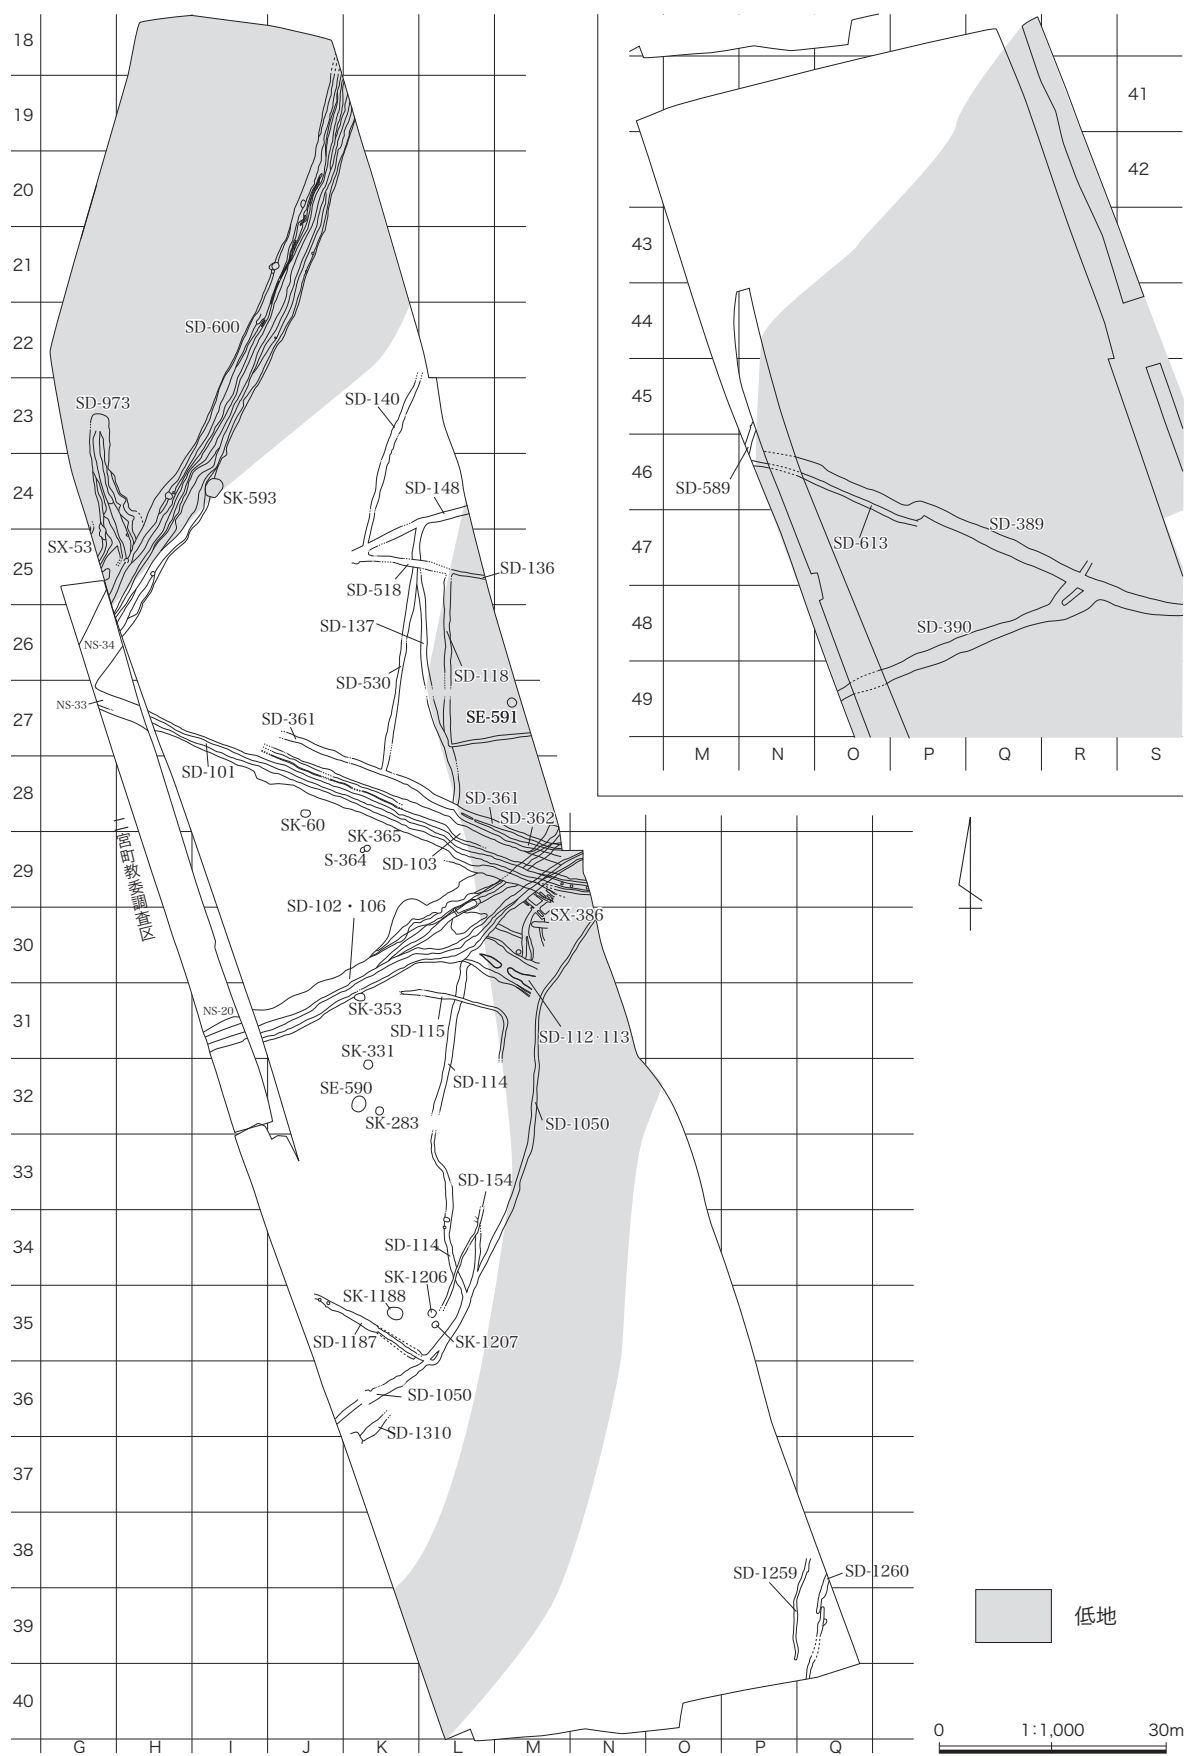 18
19
20
21
22
23
24
25
26
27
28
29
30
31
32
33
34
35
36
37
38
39
40
G
H
I
J
K
L
M
N
O
P
Q
SD-600
SD-973
SD-140
SD-148
SK-593
SX-53
SD-136
SD-518
SD-137
NS-34
SD-118
SD-530
NS-33
SE-591
SD-361
SD-101
SD-361
SD-362
SK-60
SK-365
S-364
SD-103
二宮町教委調査区
SD-102・106
SX-386
NS-20
SK-353
SD-115
SD-112·113
SK-331
SD-114
SE-590
SK-283
SD-1050
SD-154
SD-114
SK-1206
SK-1188
SD-1187
SK-1207
SD-1050
SD-1310
SD-1259
SD-1260
41
42
43
44
45
46
47
48
49
SD-589
SD-389
SD-613
SD-390
M
N
O
P
Q
R
S
低地
0
1:1,000
30m